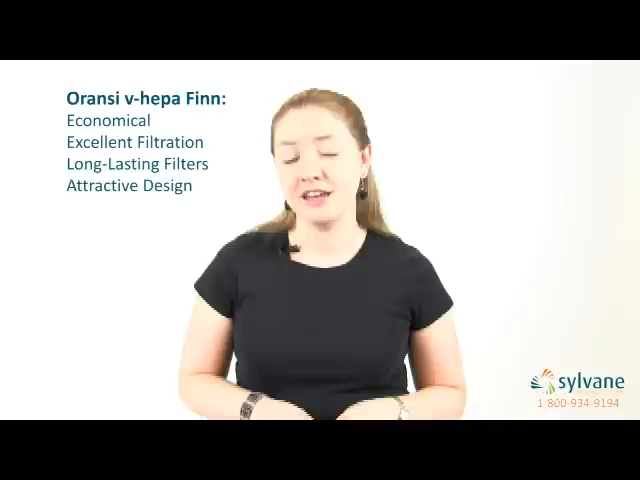 Oransi v-hepa Finn:
Economical
Excellent Filtration
Long-Lasting Filters
Attractive Design
sylvane
1 800-934-9194